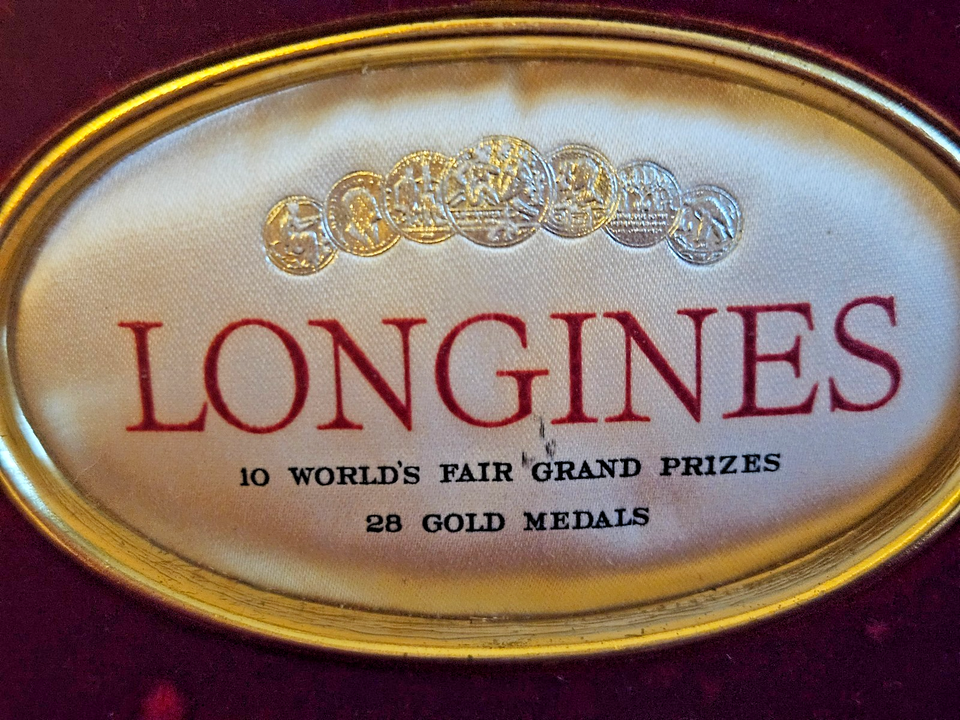 LONGINES
10 WORLD'S FAIR GRAND PRIZES
28 GOLD MEDALS